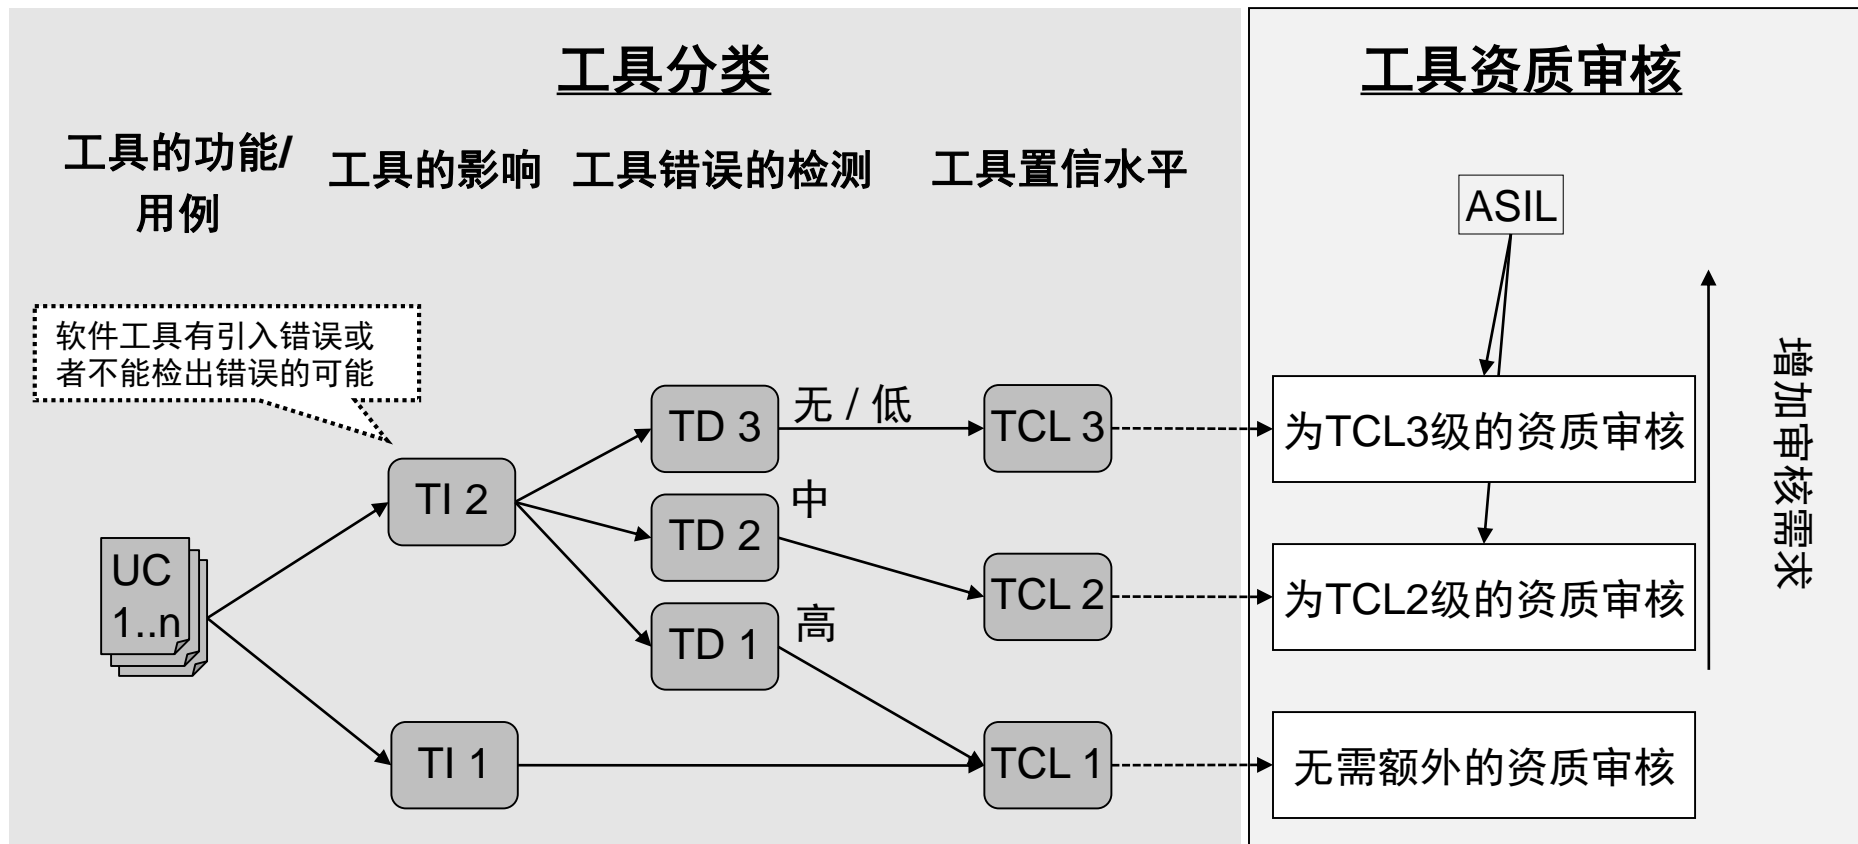 工具分类
工具资质审核
工具的功能/
用例
工具的影响
工具错误的检测
工具置信水平
ASIL
软件工具有引入错误或
者不能检出错误的可能
增加审核需求
TD 3
无 / 低
TCL 3
为TCL3级的资质审核
TI 2
中
TD 2
UC
1..n
TCL 2
为TCL2级的资质审核
高
TD 1
TI 1
TCL 1
无需额外的资质审核